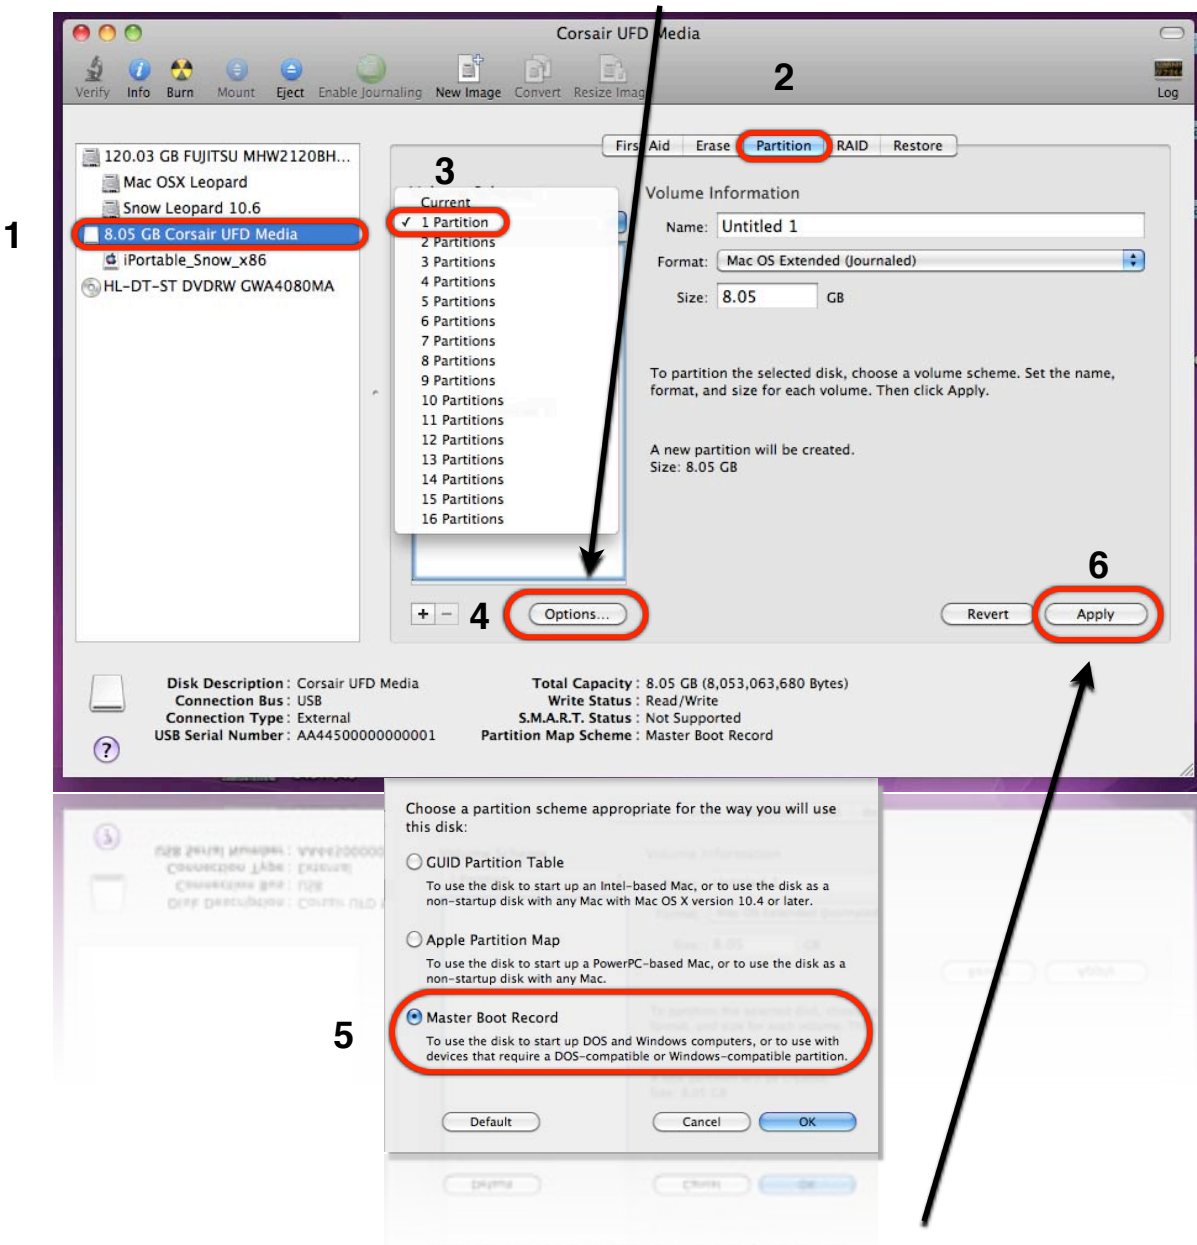 Corsair UFD Media
Verify Info Burn Mount Eject Enable Journaling New Image Convert Resize Imag
Log
2
First Aid Erase Partition RAID Restore
120.03 GB FUJITSU MHW2120BH...
Mac OSX Leopard
Snow Leopard 10.6
8.05 GB Corsair UFD Media
iPortable_Snow_x86
HL-DT-ST DVDRW GWA4080MA
1
3
Current
✓ 1 Partition
2 Partitions
3 Partitions
4 Partitions
5 Partitions
6 Partitions
7 Partitions
8 Partitions
9 Partitions
10 Partitions
11 Partitions
12 Partitions
13 Partitions
14 Partitions
15 Partitions
16 Partitions
Volume Information
Name: Untitled 1
Format: Mac OS Extended (Journaled)
Size: 8.05 GB
To partition the selected disk, choose a volume scheme. Set the name,
format, and size for each volume. Then click Apply.
A new partition will be created.
Size: 8.05 GB
6
+ − 4 Options... Revert Apply
Disk Description : Corsair UFD Media
Connection Bus : USB
Connection Type : External
USB Serial Number : AA44500000000001
Total Capacity : 8.05 GB (8,053,063,680 Bytes)
Write Status : Read/Write
S.M.A.R.T. Status : Not Supported
Partition Map Scheme : Master Boot Record
?
Choose a partition scheme appropriate for the way you will use
this disk:
GUID Partition Table
To use the disk to start up an Intel-based Mac, or to use the disk as a
non-startup disk with any Mac with Mac OS X version 10.4 or later.
Apple Partition Map
To use the disk to start up a PowerPC-based Mac, or to use the disk as a
non-startup disk with any Mac.
5
Master Boot Record
To use the disk to start up DOS and Windows computers, or to use with
devices that require a DOS-compatible or Windows-compatible partition.
Default Cancel OK